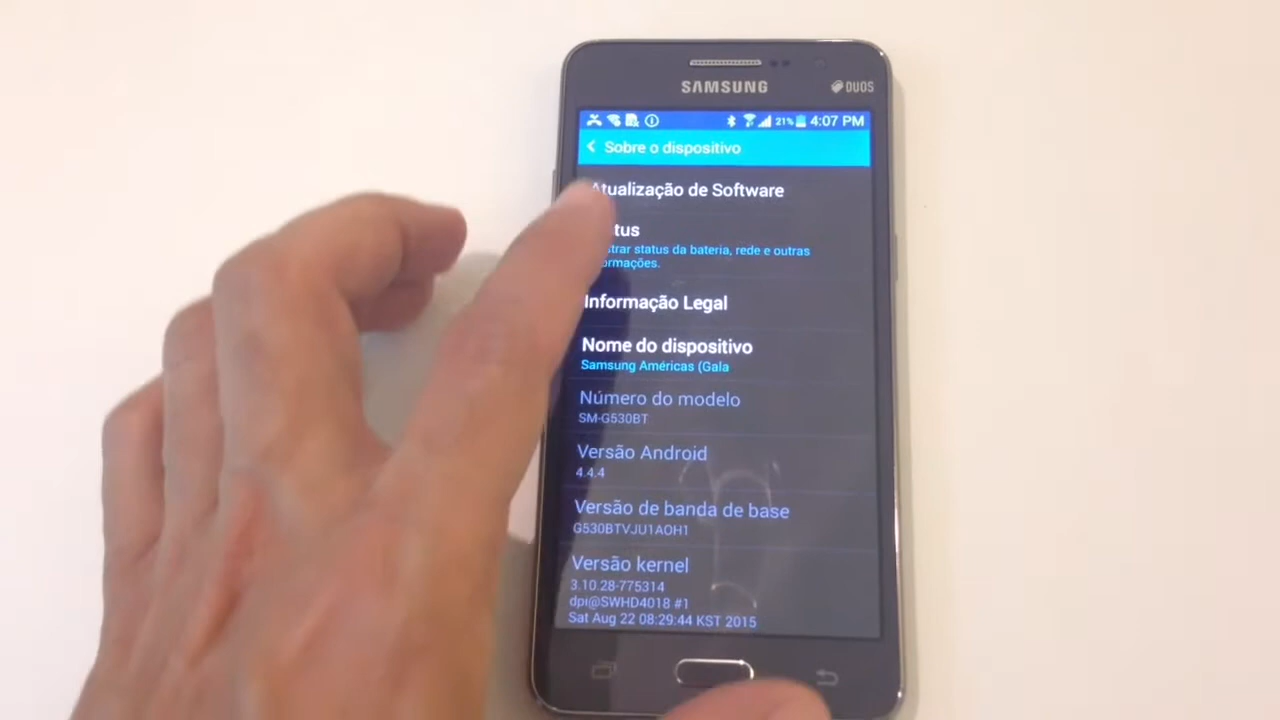 SAMSUNG
DUOS
21% 4:07 PM
Sobre o dispositivo
Atualização de Software
tus
strar status da bateria, rede e outras
ormações.
Informação Legal
Nome do dispositivo
Samsung Américas (Gala
Número do modelo
SM-G530BT
Versão Android
4.4.4
Versão de banda de base
G530BTVJU1AOH1
Versão kernel
3.10.28-775314
dpi@SWHD4018 #1
Sat Aug 22 08:29:44 KST 2015